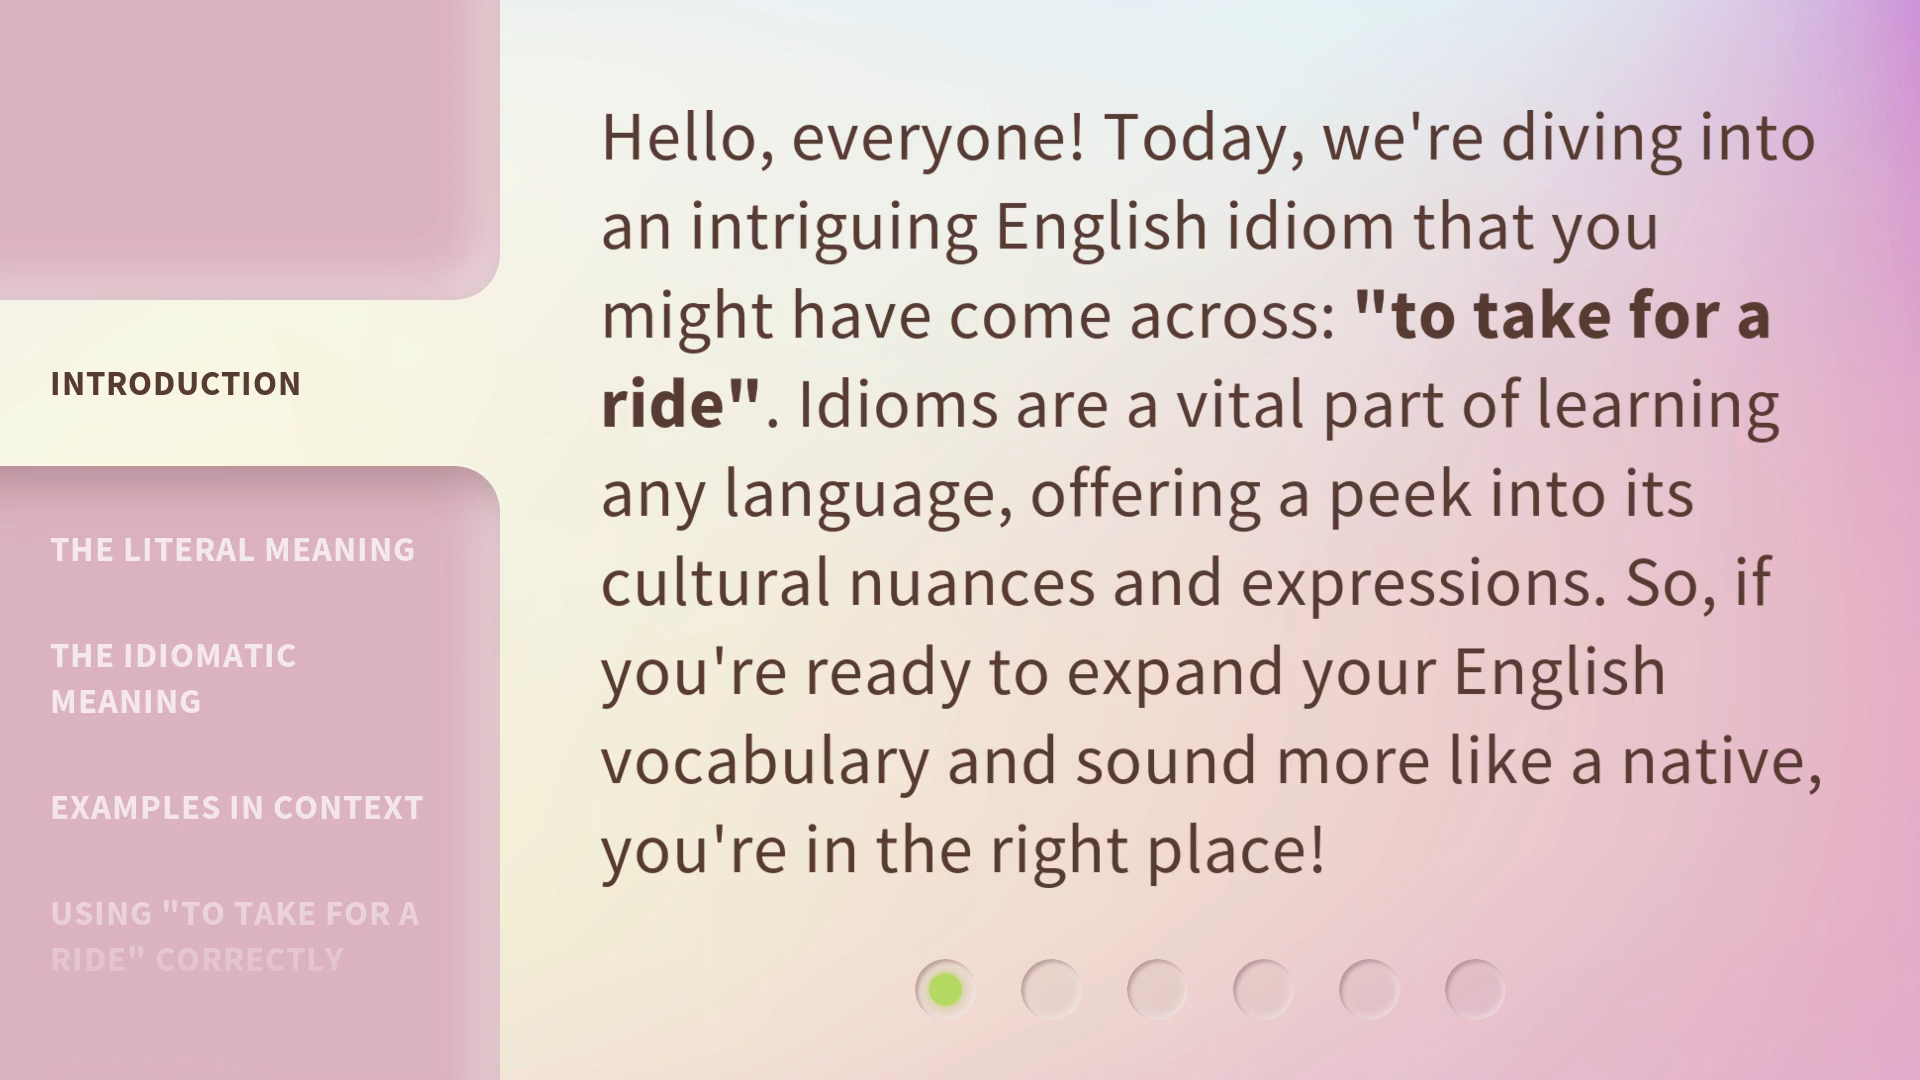 INTRODUCTION
THE LITERAL MEANING
THE IDIOMATIC
MEANING
EXAMPLES IN CONTEXT
USING "TO TAKE FOR A
RIDE" CORRECTLY
Hello, everyone! Today, we're diving into
an intriguing English idiom that you
might have come across: "to take for a
ride". Idioms are a vital part of learning
any language, offering a peek into its
cultural nuances and expressions. So, if
you're ready to expand your English
vocabulary and sound more like a native,
you're in the right place!